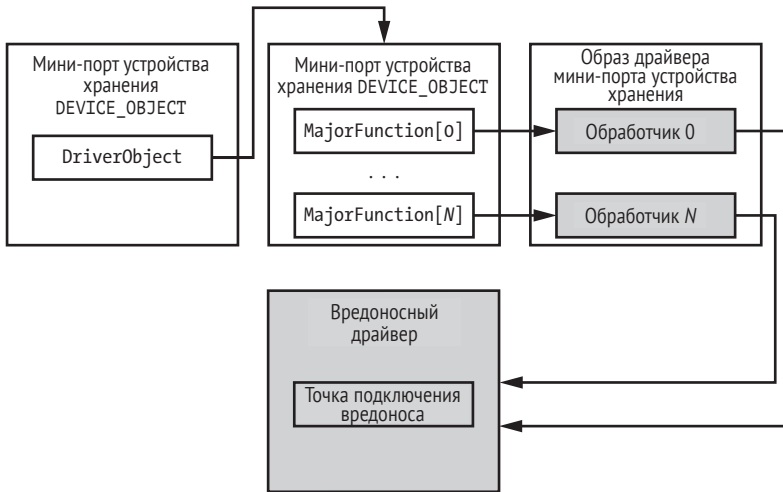 Мини-порт устройства
хранения
DEVICE_OBJECT
DriverObject
Мини-порт устройства
хранения DEVICE_OBJECT
MajorFunction[0]
...
MajorFunction[N]
Образ драйвера
мини-порта устройства
хранения
Обработчик 0
Обработчик N
Вредоносный
драйвер
Точка подключения
вредоноса